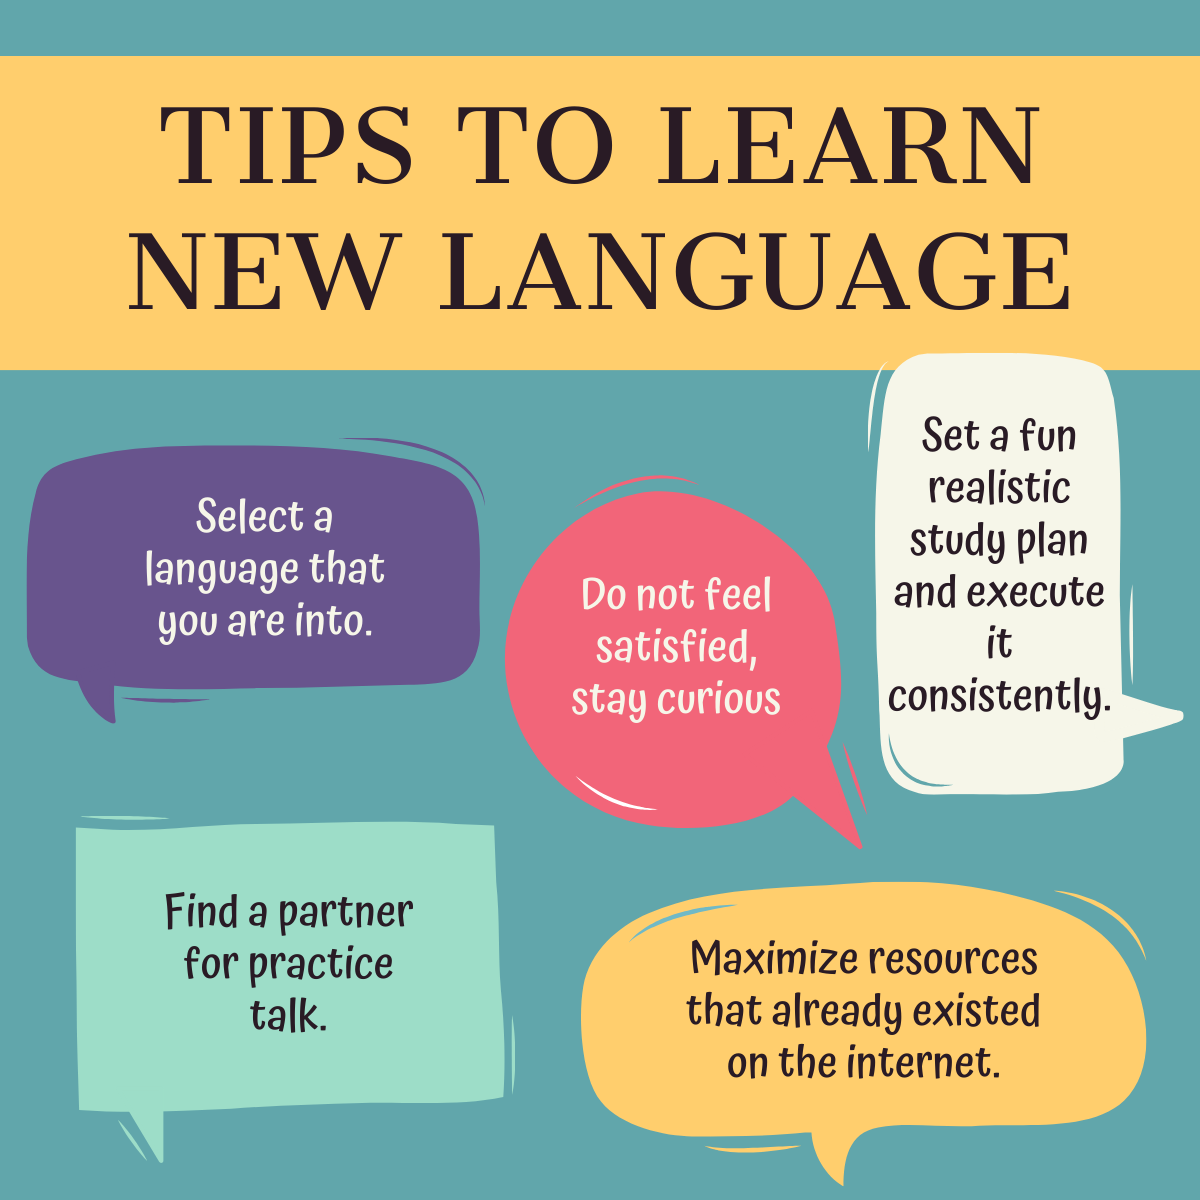 TIPS TO LEARN
NEW LANGUAGE
Select a
language that
you are into.
Do not feel
satisfied,
stay curious
Set a fun
realistic
study plan
and execute
it
consistently.
Find a partner
for practice
talk.
Maximize resources
that already existed
on the internet.